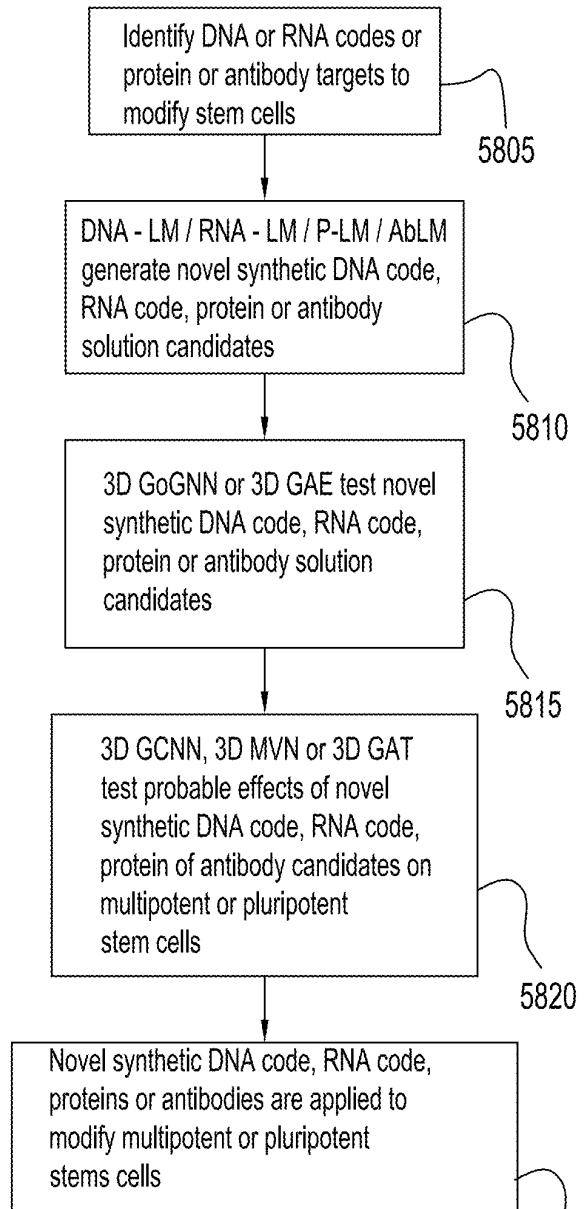 Identify DNA or RNA codes or
protein or antibody targets to
modify stem cells
5805
DNA - LM / RNA - LM / P-LM / AbLM
generate novel synthetic DNA code,
RNA code, protein or antibody
solution candidates
5810
3D GoGNN or 3D GAE test novel
synthetic DNA code, RNA code,
protein or antibody solution
candidates
5815
3D GCNN, 3D MVN or 3D GAT
test probable effects of novel
synthetic DNA code, RNA code,
protein of antibody candidates on
multipotent or pluripotent
stem cells
5820
Novel synthetic DNA code, RNA code,
proteins or antibodies are applied to
modify multipotent or pluripotent
stems cells